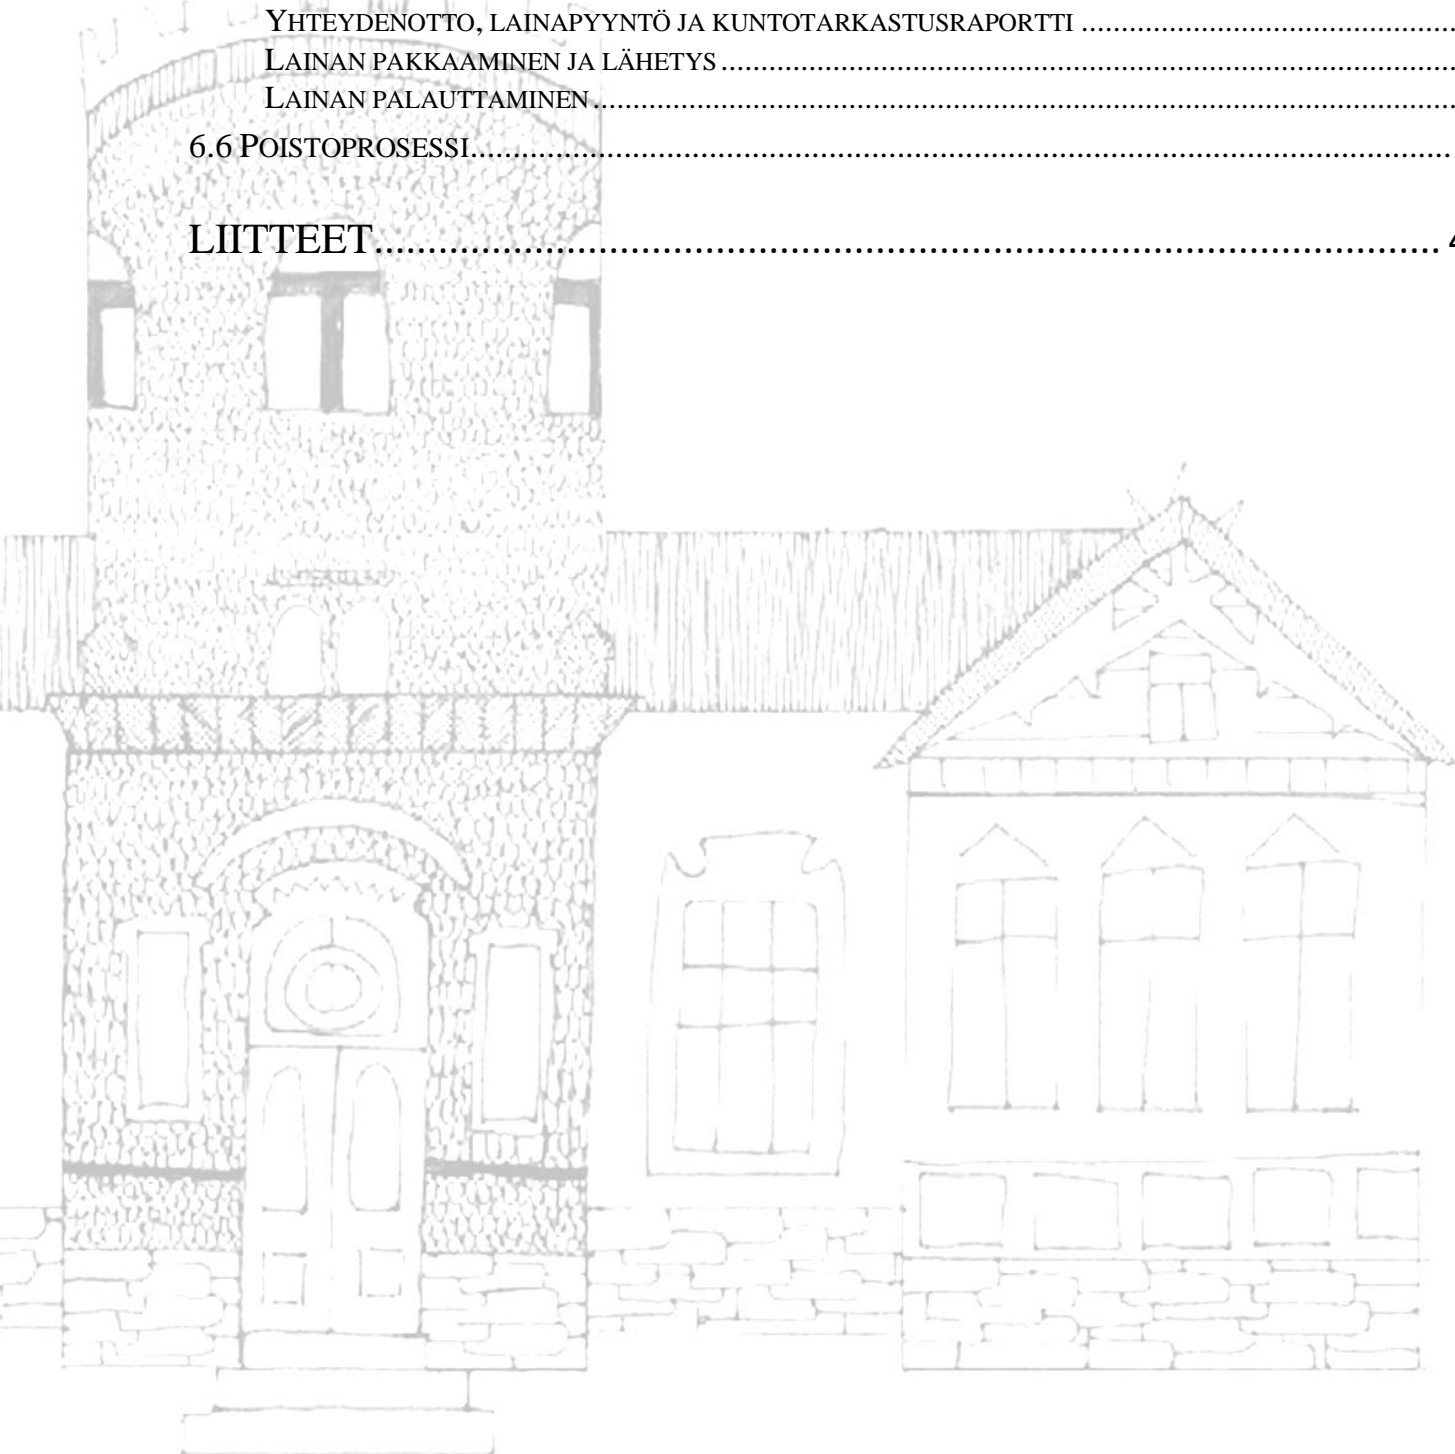 YHTEYDENOTTO, LAINAPYYNTÖ JA KUNTOTARKASTUSRAPORTTI ................................................
LAINAN PAKKAAMINEN JA LÄHETYS ................................................................................................
LAINAN PALAUTTAMINEN ................................................................................................................
6.6 POISTOPROSESSI ................................................................................................................................
LIITTEET ....................................................................................................